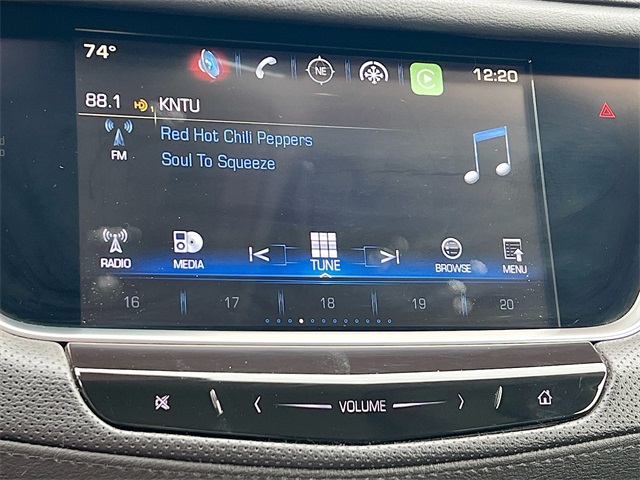 74°
NE
12:20
88.1 KNTU
FM
Red Hot Chili Peppers
Soul To Squeeze
RADIO
MEDIA
TUNE
BROWSE
MENU
16 17 18 19 20
VOLUME